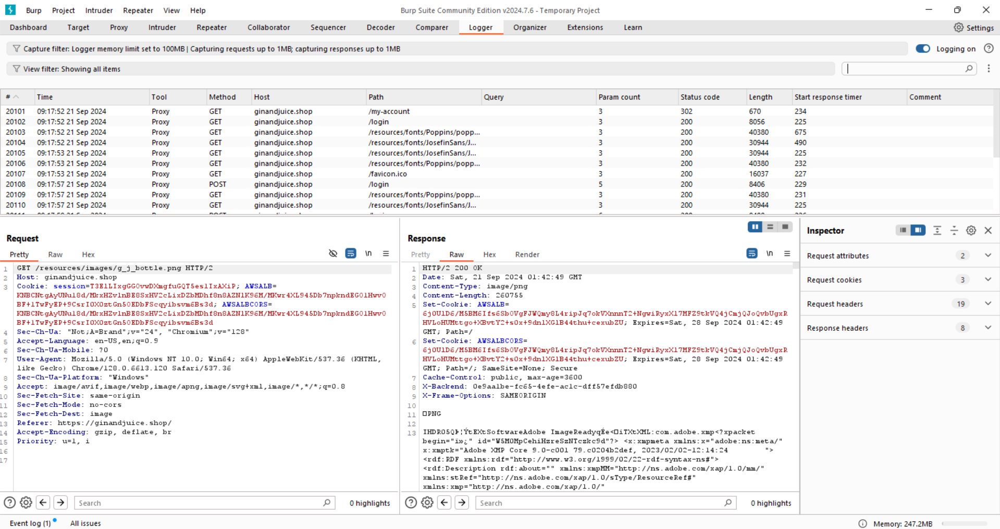 Burp Project Intruder Repeater View Help Burp Suite Community Edition v2024.7.6 - Temporary Project
Dashboard Target Proxy Intruder Repeater Collaborator Sequencer Decoder Comparer Logger Organizer Extensions Learn Settings
Capture filter: Logger memory limit set to 100MB | Capturing requests up to 1MB; capturing responses up to 1MB Logging on
View filter: Showing all items
# Time Tool Method Host Path Query Param count Status code Length Start response timer Comment
20101 09:17:52 21 Sep 2024 Proxy GET ginandjuice.shop /my-account 3 302 670 234
20102 09:17:52 21 Sep 2024 Proxy GET ginandjuice.shop /login 3 200 8056 225
20103 09:17:52 21 Sep 2024 Proxy GET ginandjuice.shop /resources/fonts/Poppins/popp... 3 200 40380 675
20104 09:17:52 21 Sep 2024 Proxy GET ginandjuice.shop /resources/fonts/JosefinSans/J... 3 200 30944 490
20105 09:17:53 21 Sep 2024 Proxy GET ginandjuice.shop /resources/fonts/JosefinSans/J... 3 200 30944 225
20106 09:17:53 21 Sep 2024 Proxy GET ginandjuice.shop /resources/fonts/Poppins/popp... 3 200 40380 232
20107 09:17:53 21 Sep 2024 Proxy GET ginandjuice.shop /favicon.ico 3 200 16037 227
20108 09:17:57 21 Sep 2024 Proxy POST ginandjuice.shop /login 5 200 8406 229
20109 09:17:57 21 Sep 2024 Proxy GET ginandjuice.shop /resources/fonts/Poppins/popp... 3 200 40380 231
20110 09:17:57 21 Sep 2024 Proxy GET ginandjuice.shop /resources/fonts/JosefinSans/J... 3 200 30944 225
Request
Pretty Raw Hex \n
1 GET /resources/images/g_j_bottle.png HTTP/2
2 Host: ginandjuice.shop
3 Cookie: session=T3E1LIxgGG0vwDXmgfuGQT5es1IxAXiP; AWSALB=
KNBCNtgAyUNu18d/MkxHZvlnBE8SxHV2cLixDZbMDhf8n8AZN1K96M/MKwr4XL945Db7npkndEG01Hwv0
BF+1TwFyEP+9CsrI0X0ztGn50EDbFScqyibsvm6Bs3d; AWSALBCORS=
KNBCNtgAyUNu18d/MkxHZvlnBE8SxHV2cLixDZbMDhf8n8AZN1K96M/MKwr4XL945Db7npkndEG01Hwv0
BF+1TwFyEP+9CsrI0X0ztGn50EDbFScqyibsvm6Bs3d
4 Sec-Ch-Ua: "Not;A=Brand";v="24", "Chromium";v="128"
5 Accept-Language: en-US,en;q=0.9
6 Sec-Ch-Ua-Mobile: ?0
7 User-Agent: Mozilla/5.0 (Windows NT 10.0; Win64; x64) AppleWebKit/537.36 (KHTML,
like Gecko) Chrome/128.0.6613.120 Safari/537.36
8 Sec-Ch-Ua-Platform: "Windows"
9 Accept: image/avif,image/webp,image/apng,image/svg+xml,image/*,*/*;q=0.8
10 Sec-Fetch-Site: same-origin
11 Sec-Fetch-Mode: no-cors
12 Sec-Fetch-Dest: image
13 Referer: https://ginandjuice.shop/
14 Accept-Encoding: gzip, deflate, br
15 Priority: u=1, i
16
17
Search 0 highlights
Response
Pretty Raw Hex Render \n
1 HTTP/2 200 OK
2 Date: Sat, 21 Sep 2024 01:42:49 GMT
3 Content-Type: image/png
4 Content-Length: 260755
5 Set-Cookie: AWSALB=
6j0U1D6/M5BM6Ifs6Sb0VgFJWQmy8L4ripJq7okVXnnnT2+NgwiRyxX17MFZ9tkVQ4jCmjQJoQvbUgxR
HVLoHUMttgo+XBvtY2+s0x+9dn1XG1B44thu+cexubZU; Expires=Sat, 28 Sep 2024 01:42:49
GMT; Path=/
6 Set-Cookie: AWSALBCORS=
6j0U1D6/M5BM6Ifs6Sb0VgFJWQmy8L4ripJq7okVXnnnT2+NgwiRyxX17MFZ9tkVQ4jCmjQJoQvbUgxR
HVLoHUMttgo+XBvtY2+s0x+9dn1XG1B44thu+cexubZU; Expires=Sat, 28 Sep 2024 01:42:49
GMT; Path=/; SameSite=None; Secure
7 Cache-Control: public, max-age=3600
8 X-Backend: 0e9aa1be-fc65-4efe-ac1c-dff57efdb880
9 X-Frame-Options: SAMEORIGIN
10
11 PNG
12
13 IHDR05QÞ¦ÝtEXtSoftwareAdobe ImageReadyqÉe<iTXtXML:com.adobe.xmp<?xpacket
begin="ï»¿" id="W5M0MpCehiHzreSzNTczkc9d"?> <x:xmpmeta xmlns:x="adobe:ns:meta/"
x:xmptk="Adobe XMP Core 9.0-c001 79.c0204b2def, 2023/02/02-12:14:24 ">
<rdf:RDF xmlns:rdf="http://www.w3.org/1999/02/22-rdf-syntax-ns#">
<rdf:Description rdf:about="" xmlns:xmpMM="http://ns.adobe.com/xap/1.0/mm/"
xmlns:stRef="http://ns.adobe.com/xap/1.0/sType/ResourceRef#"
xmlns:xmp="http://ns.adobe.com/xap/1.0/"
Search 0 highlights
Inspector
Request attributes 2
Request cookies 3
Request headers 19
Response headers 8
Event log (1) All issues Memory: 247.2MB